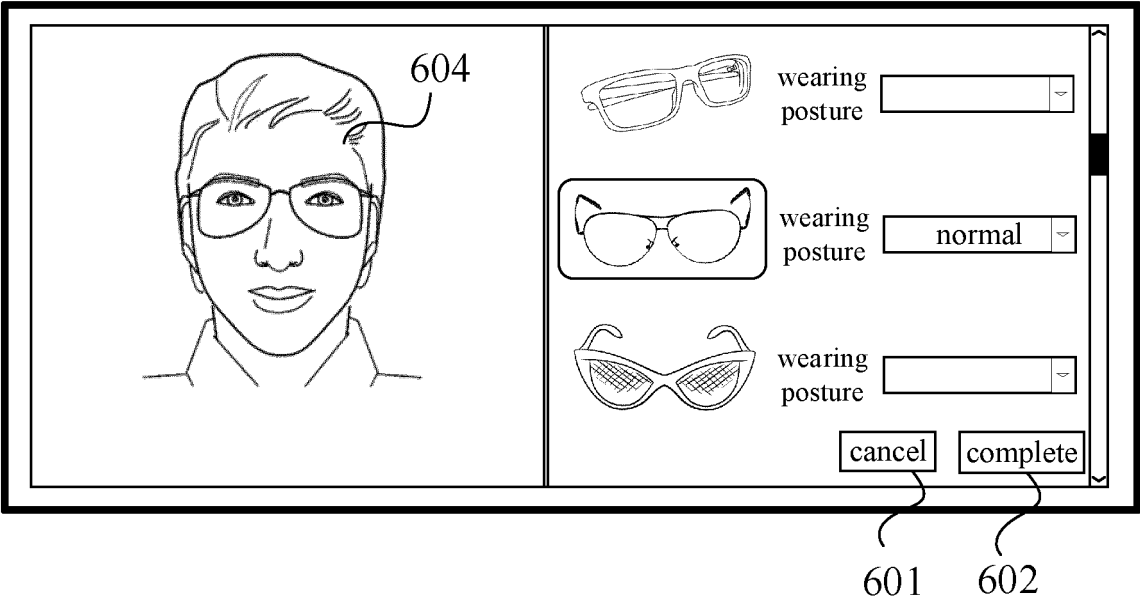 604
wearing
posture
wearing
posture
normal
wearing
posture
cancel
complete
601
602